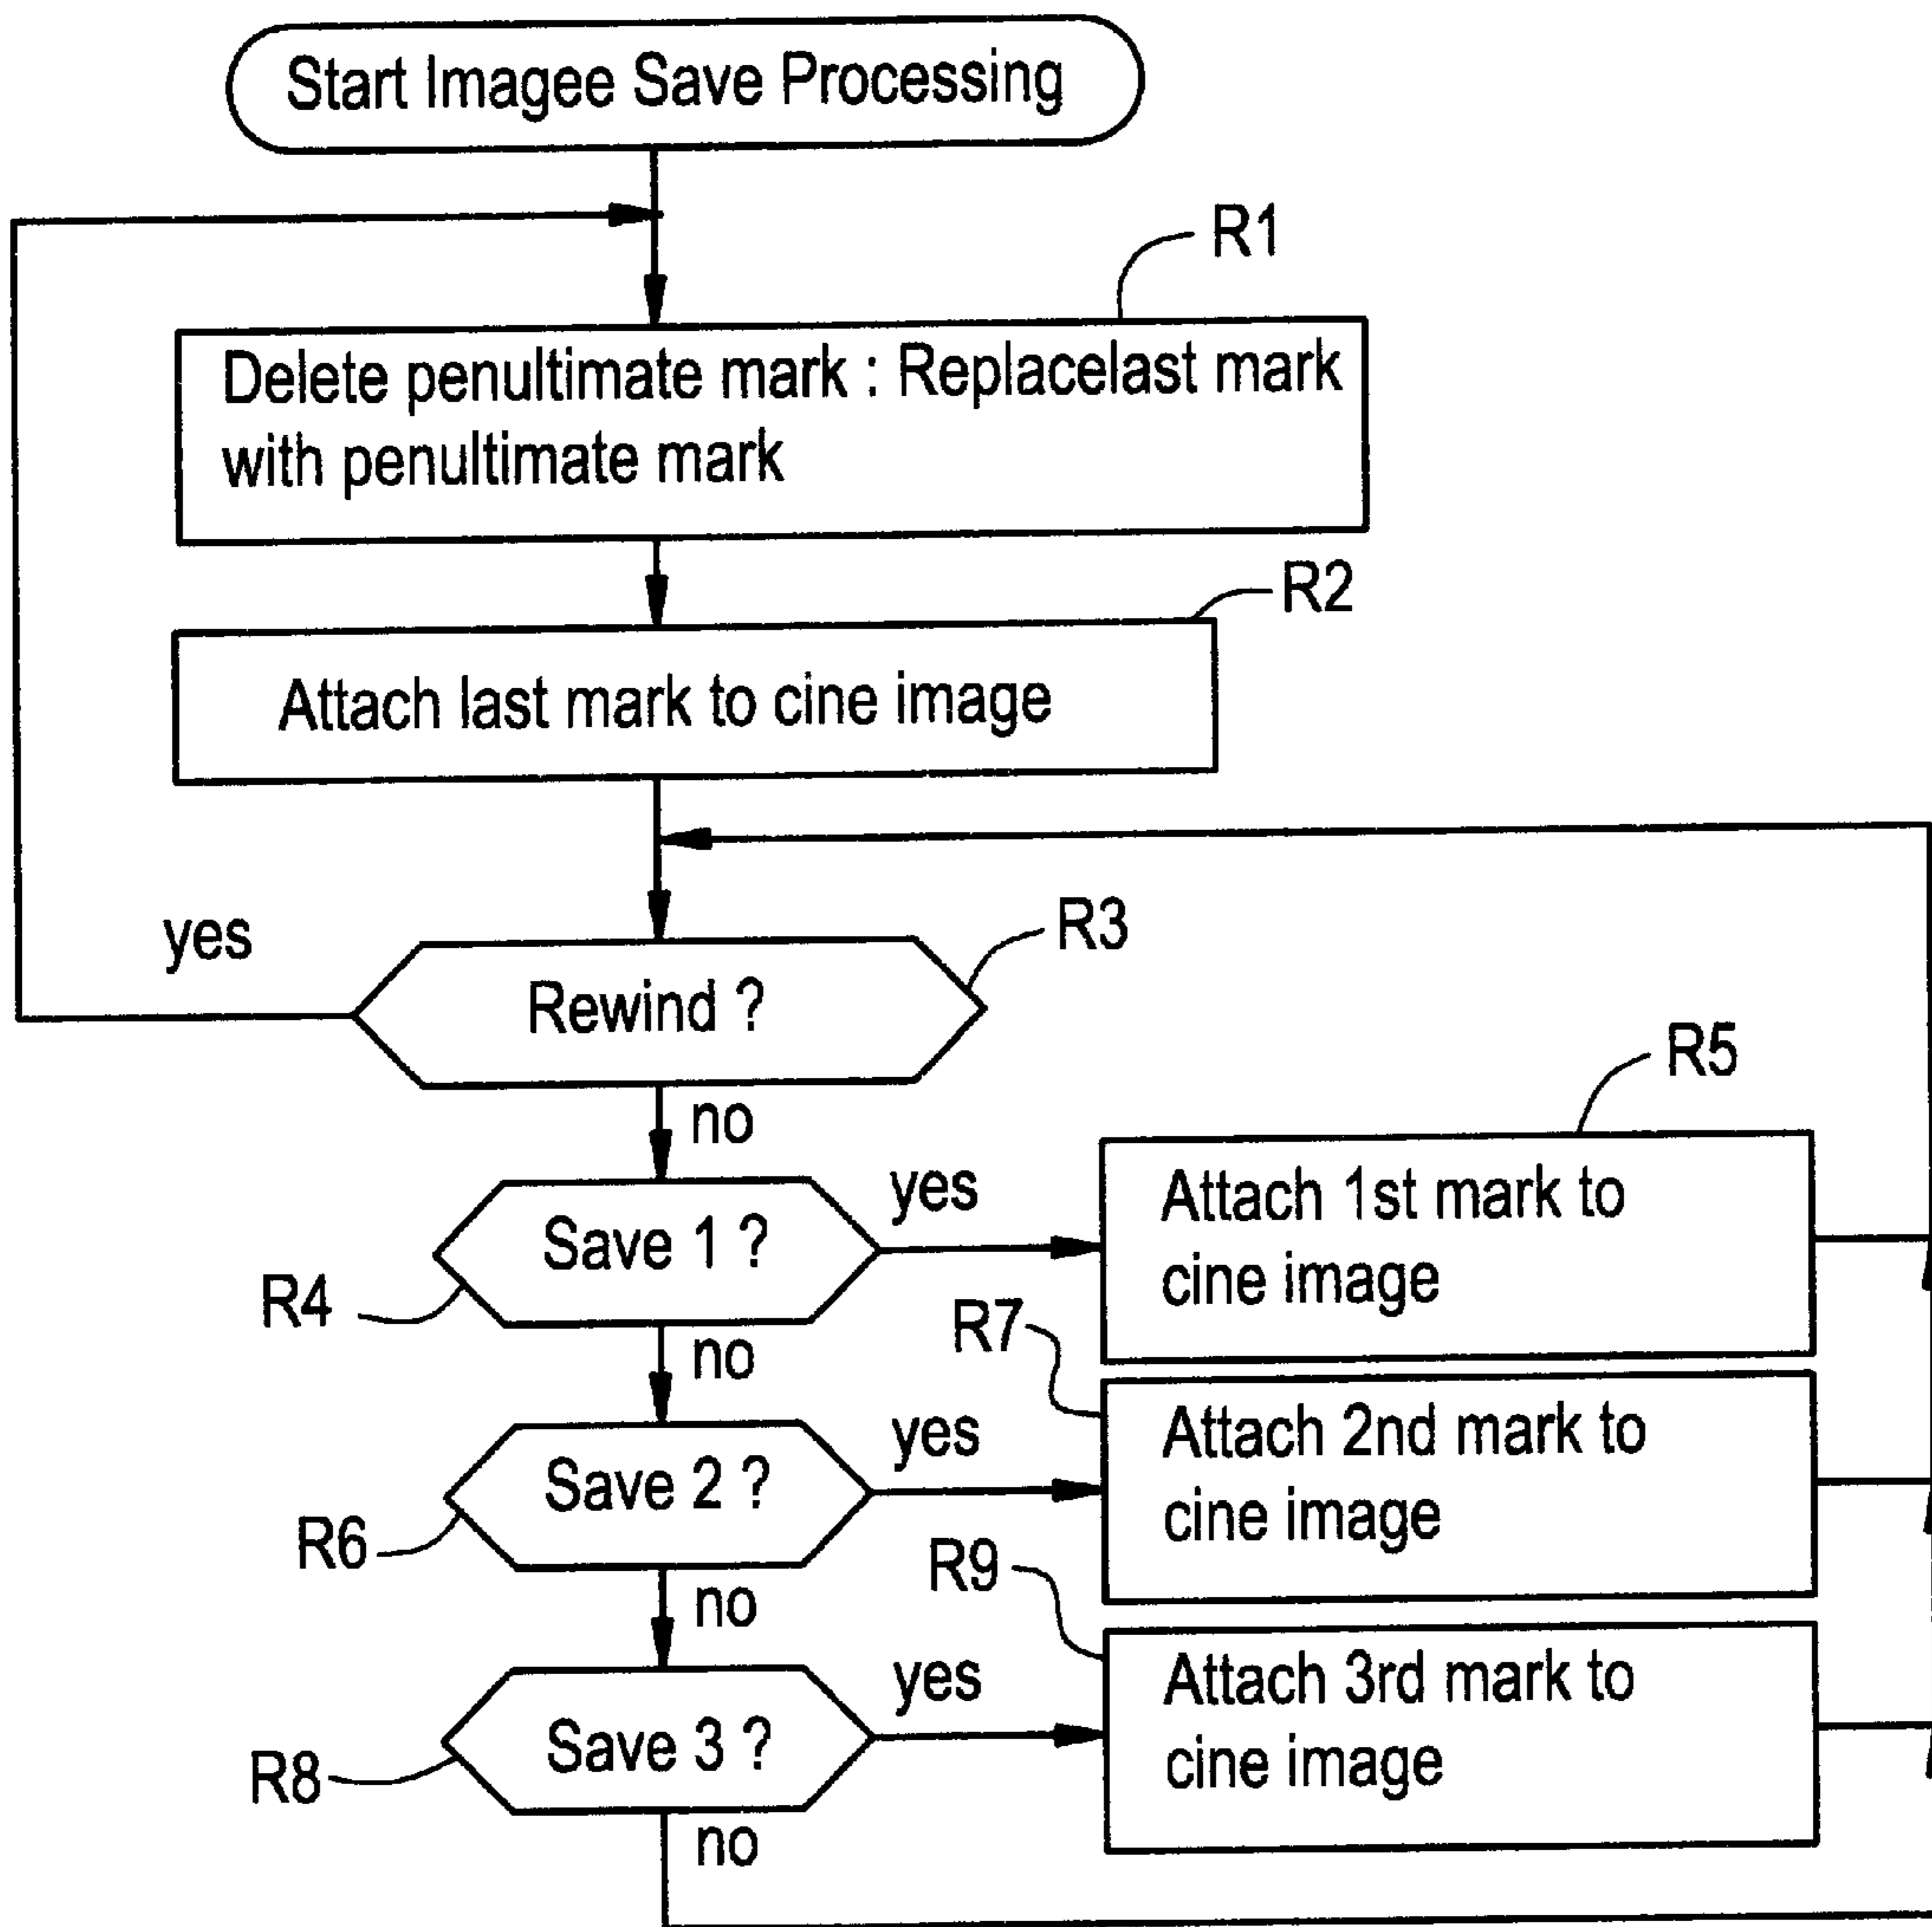 Start Imagee Save Processing
R1
Delete penultimate mark : Replacelast mark
with penultimate mark
R2
Attach last mark to cine image
yes
R3
Rewind ?
no
R5
Save 1 ?
yes
Attach 1st mark to
cine image
R4
no
R7
Save 2 ?
yes
Attach 2nd mark to
cine image
R6
no
R9
Save 3 ?
yes
Attach 3rd mark to
cine image
R8
no